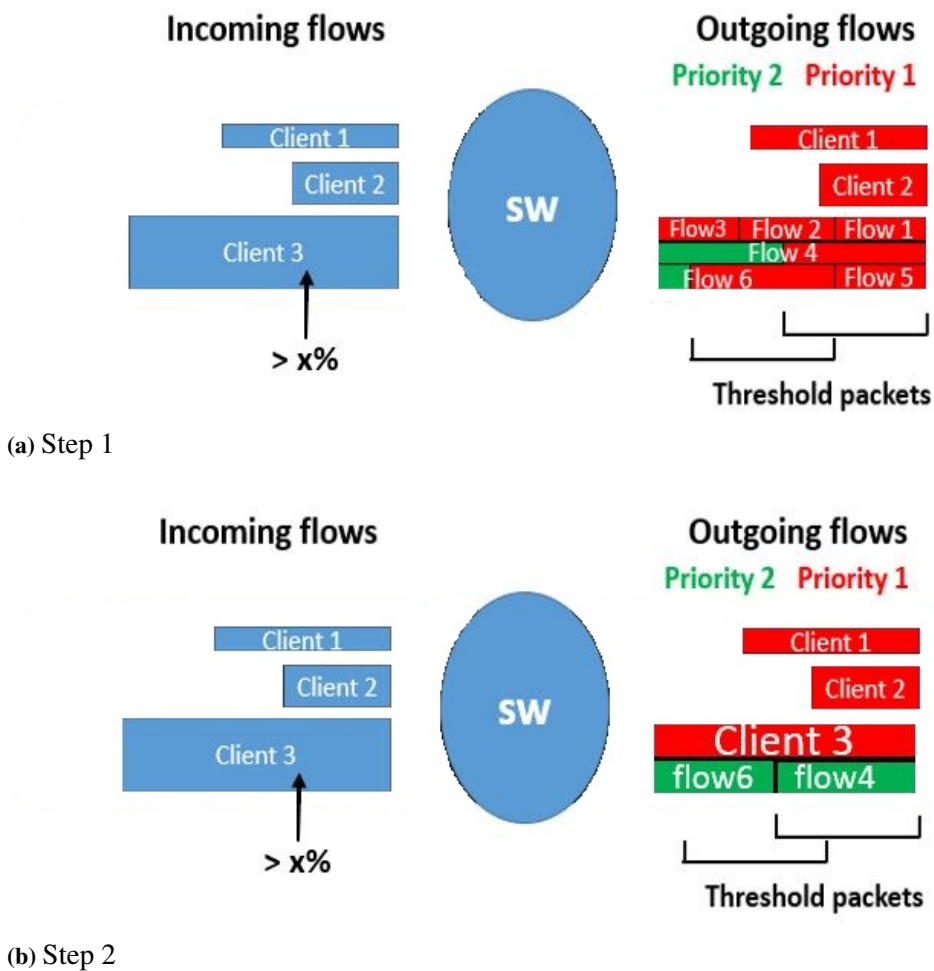 Incoming flows
Outgoing flows
Priority 2 Priority 1
Client 1
Client 1
Client 2
SW
Client 2
Client 3
Flow3 Flow 2 Flow 1
Flow 4
Flow 6 Flow 5
> x%
Threshold packets
(a) Step 1
Incoming flows
Outgoing flows
Priority 2 Priority 1
Client 1
Client 1
Client 2
SW
Client 2
Client 3
Client 3
flow6 flow4
> x%
Threshold packets
(b) Step 2